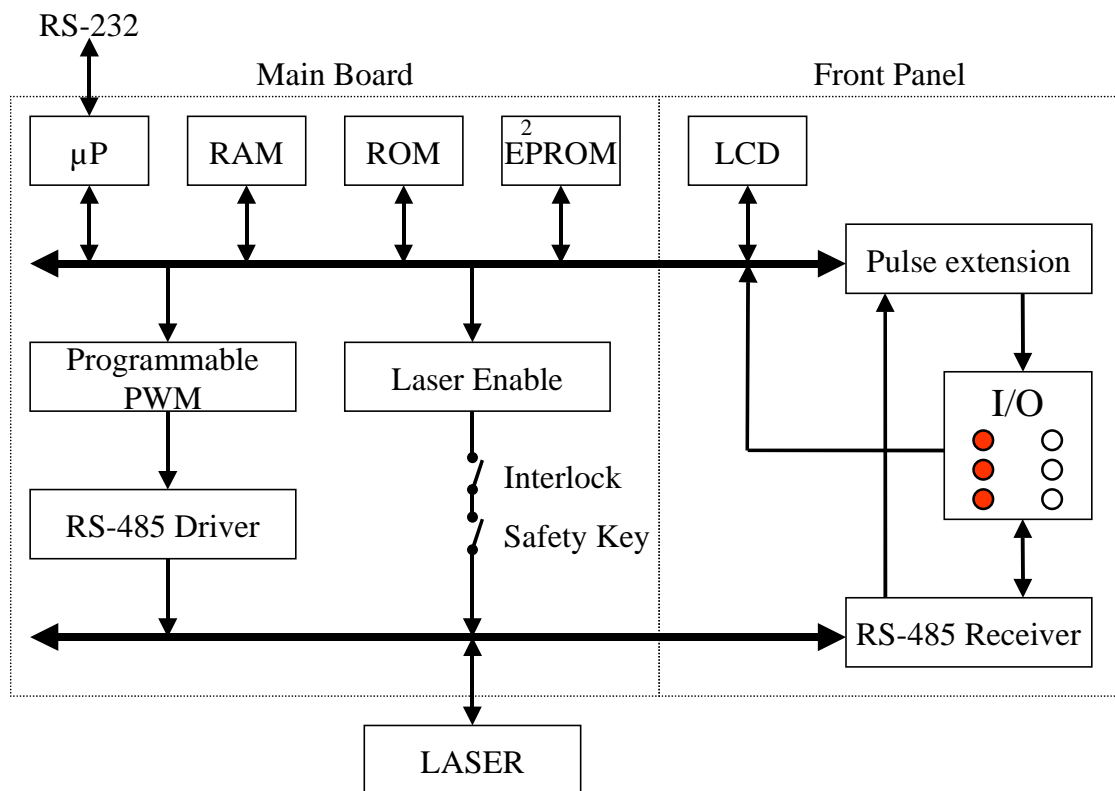 RS-232
Main Board
Front Panel
µP
RAM
ROM
2
EPROM
LCD
Pulse extension
Programmable
PWM
Laser Enable
I/O
Interlock
RS-485 Driver
Safety Key
RS-485 Receiver
LASER